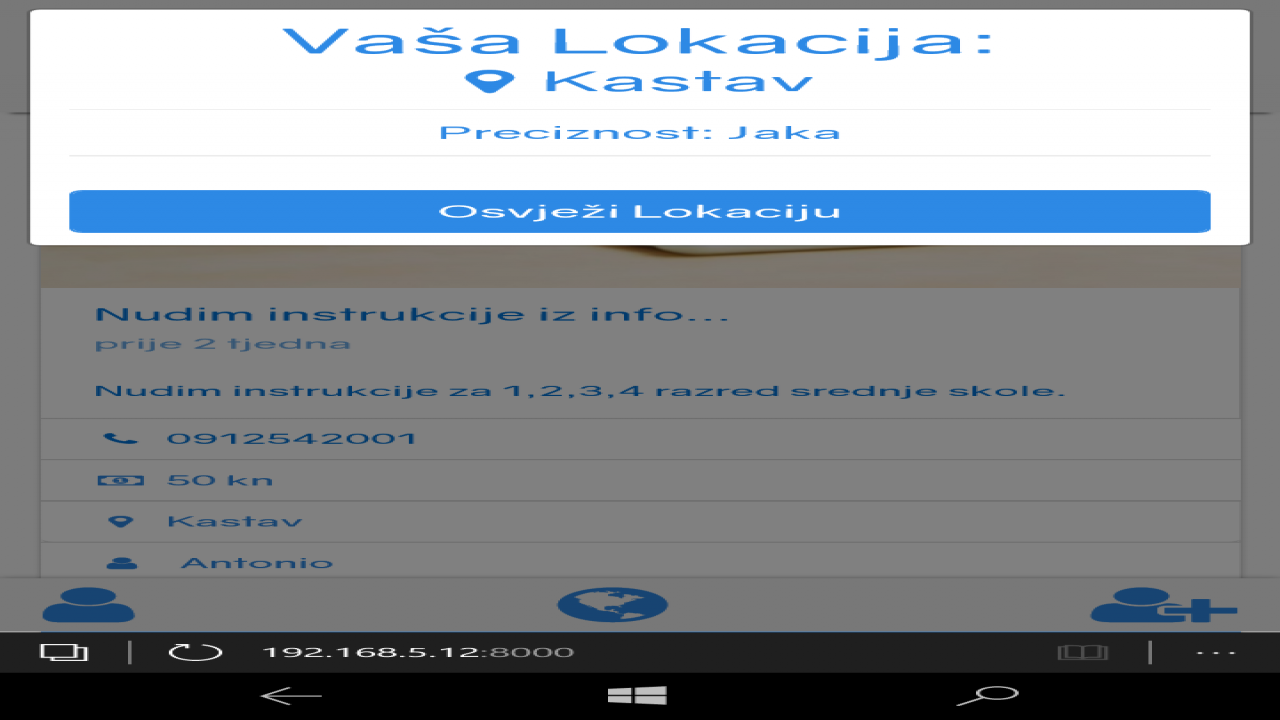 Vaša Lokacija:
Kastav
Preciznost: Jaka
Osvježi Lokaciju
Nudim instrukcije iz info...
prije 2 tjedna
Nudim instrukcije za 1,2,3,4 razred srednje skole.
0912542001
50 kn
Kastav
Antonio
192.168.5.12:8000